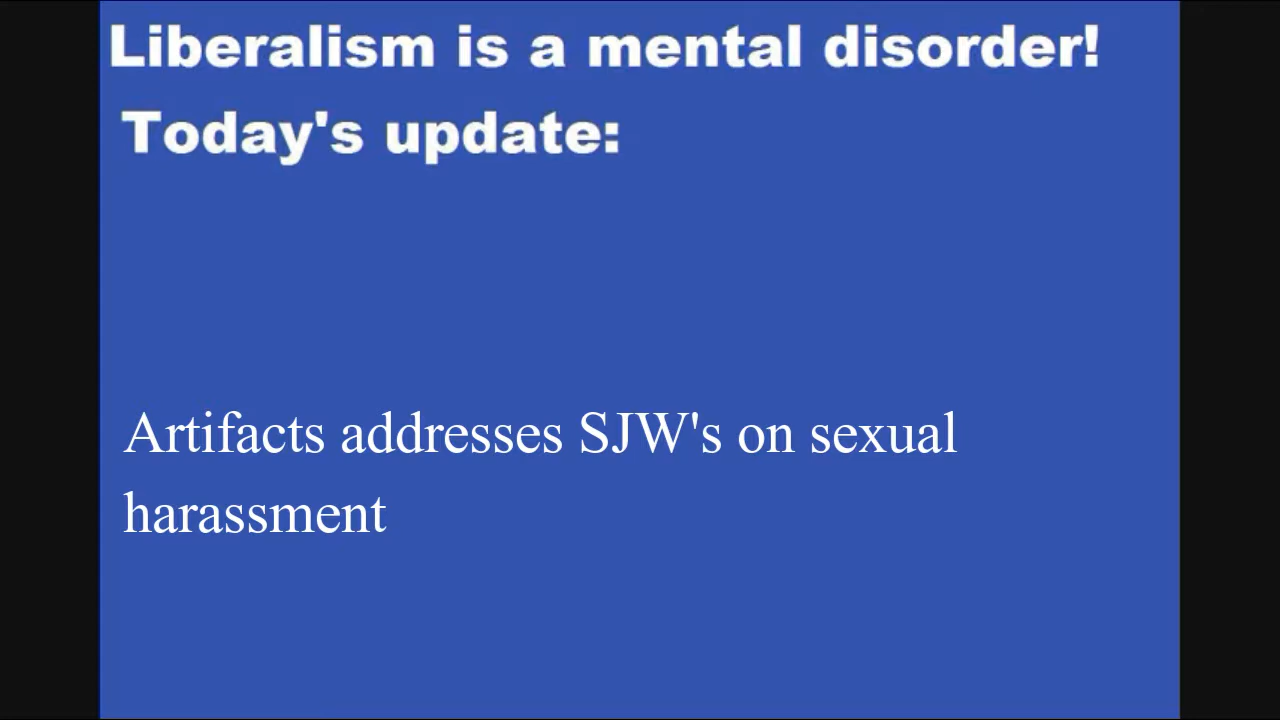 Liberalism is a mental disorder!
Today's update:
Artifacts addresses SJW's on sexual
harassment